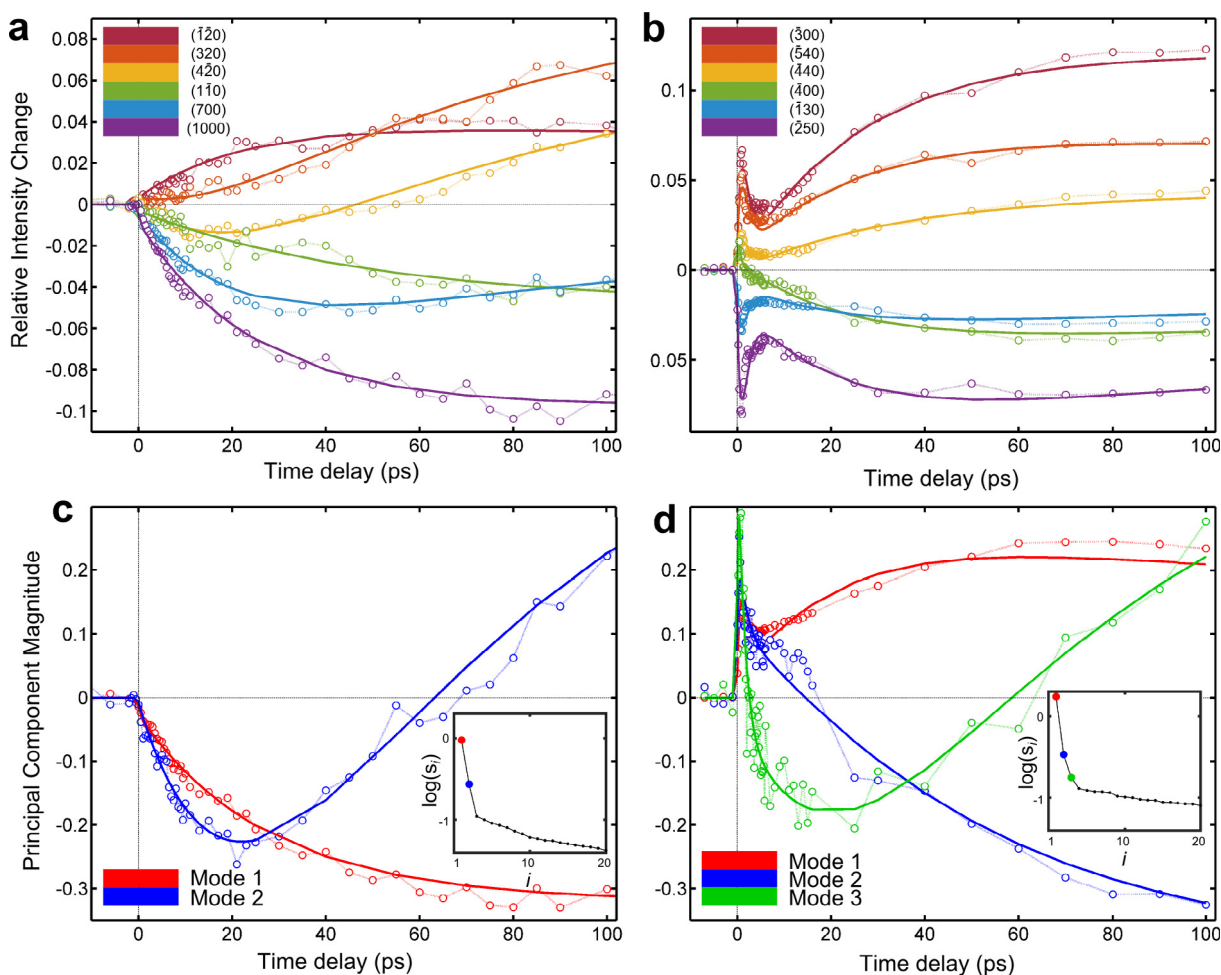 a
0.08
0.06
0.04
0.02
0
-0.02
-0.04
-0.06
-0.08
-0.1
Relative Intensity Change
(1̄20)
(320)
(42̄0)
(11̄0)
(700)
(1000)
0 20 40 60 80 100
Time delay (ps)
b
0.1
0.05
0
0.05
(3̄00)
(5̄40)
(4̄40)
(4̄00)
(1̄30)
(2̄50)
0 20 40 60 80 100
Time delay (ps)
c
0.2
0.1
0
-0.1
-0.2
-0.3
Principal Component Magnitude
Mode 1
Mode 2
log(sᵢ)
0
-1
1 10 20
i
0 20 40 60 80 100
Time delay (ps)
d
0.2
0.1
0
-0.1
-0.2
-0.3
Mode 1
Mode 2
Mode 3
log(sᵢ)
0
-1
1 10 20
i
0 20 40 60 80 100
Time delay (ps)